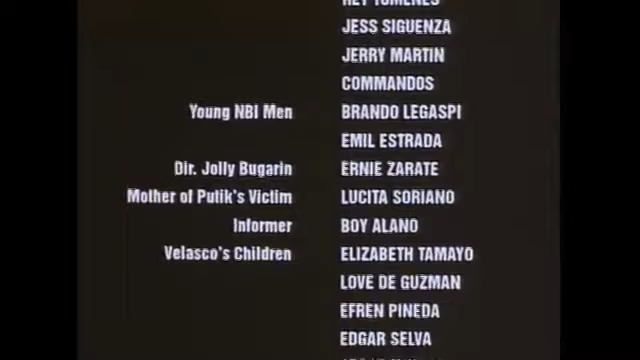 JESS SIGUENZA
JERRY MARTIN
COMMANDOS
Young NBI Men BRANDO LEGASPI
EMIL ESTRADA
Dir. Jolly Bugarin ERNIE ZARATE
Mother of Putik's Victim LUCITA SORIANO
Informer BOY ALANO
Velasco's Children ELIZABETH TAMAYO
LOVE DE GUZMAN
EFREN PINEDA
EDGAR SELVA